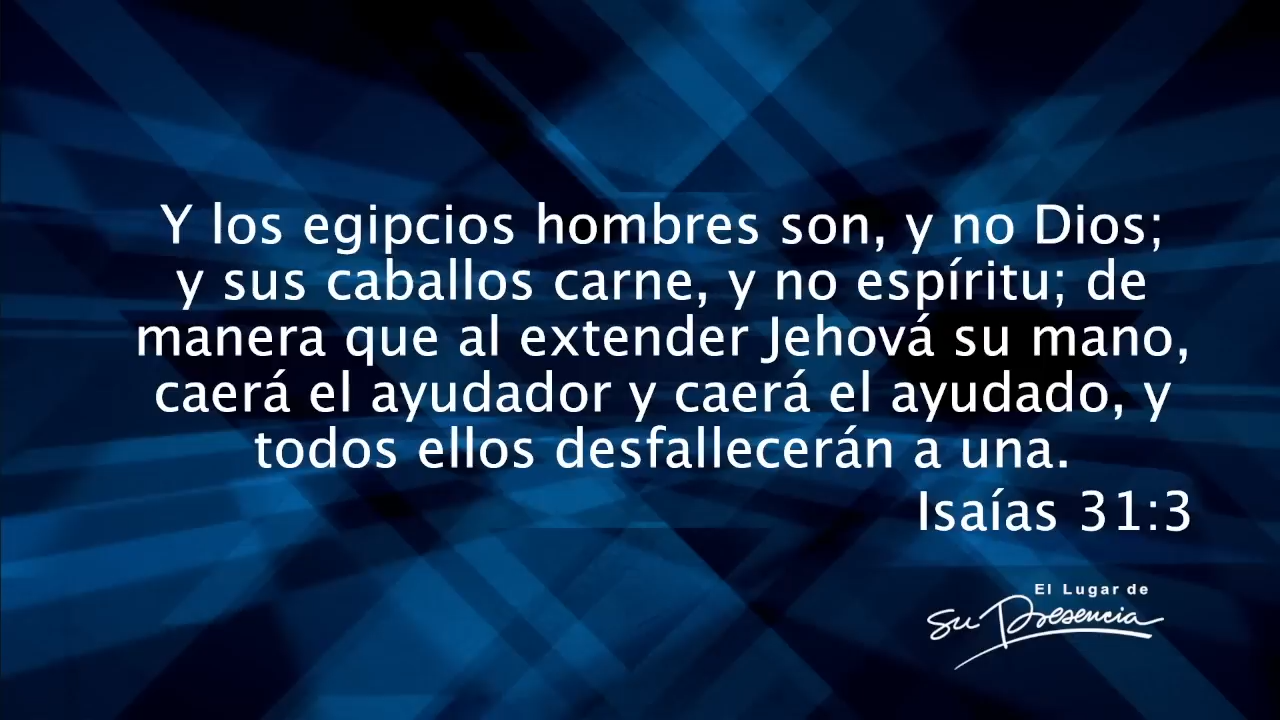 Y los egipcios hombres son, y no Dios;
y sus caballos carne, y no espíritu; de
manera que al extender Jehová su mano,
caerá el ayudador y caerá el ayudado, y
todos ellos desfallecerán a una.
Isaías 31:3
El Lugar de
Su Presencia